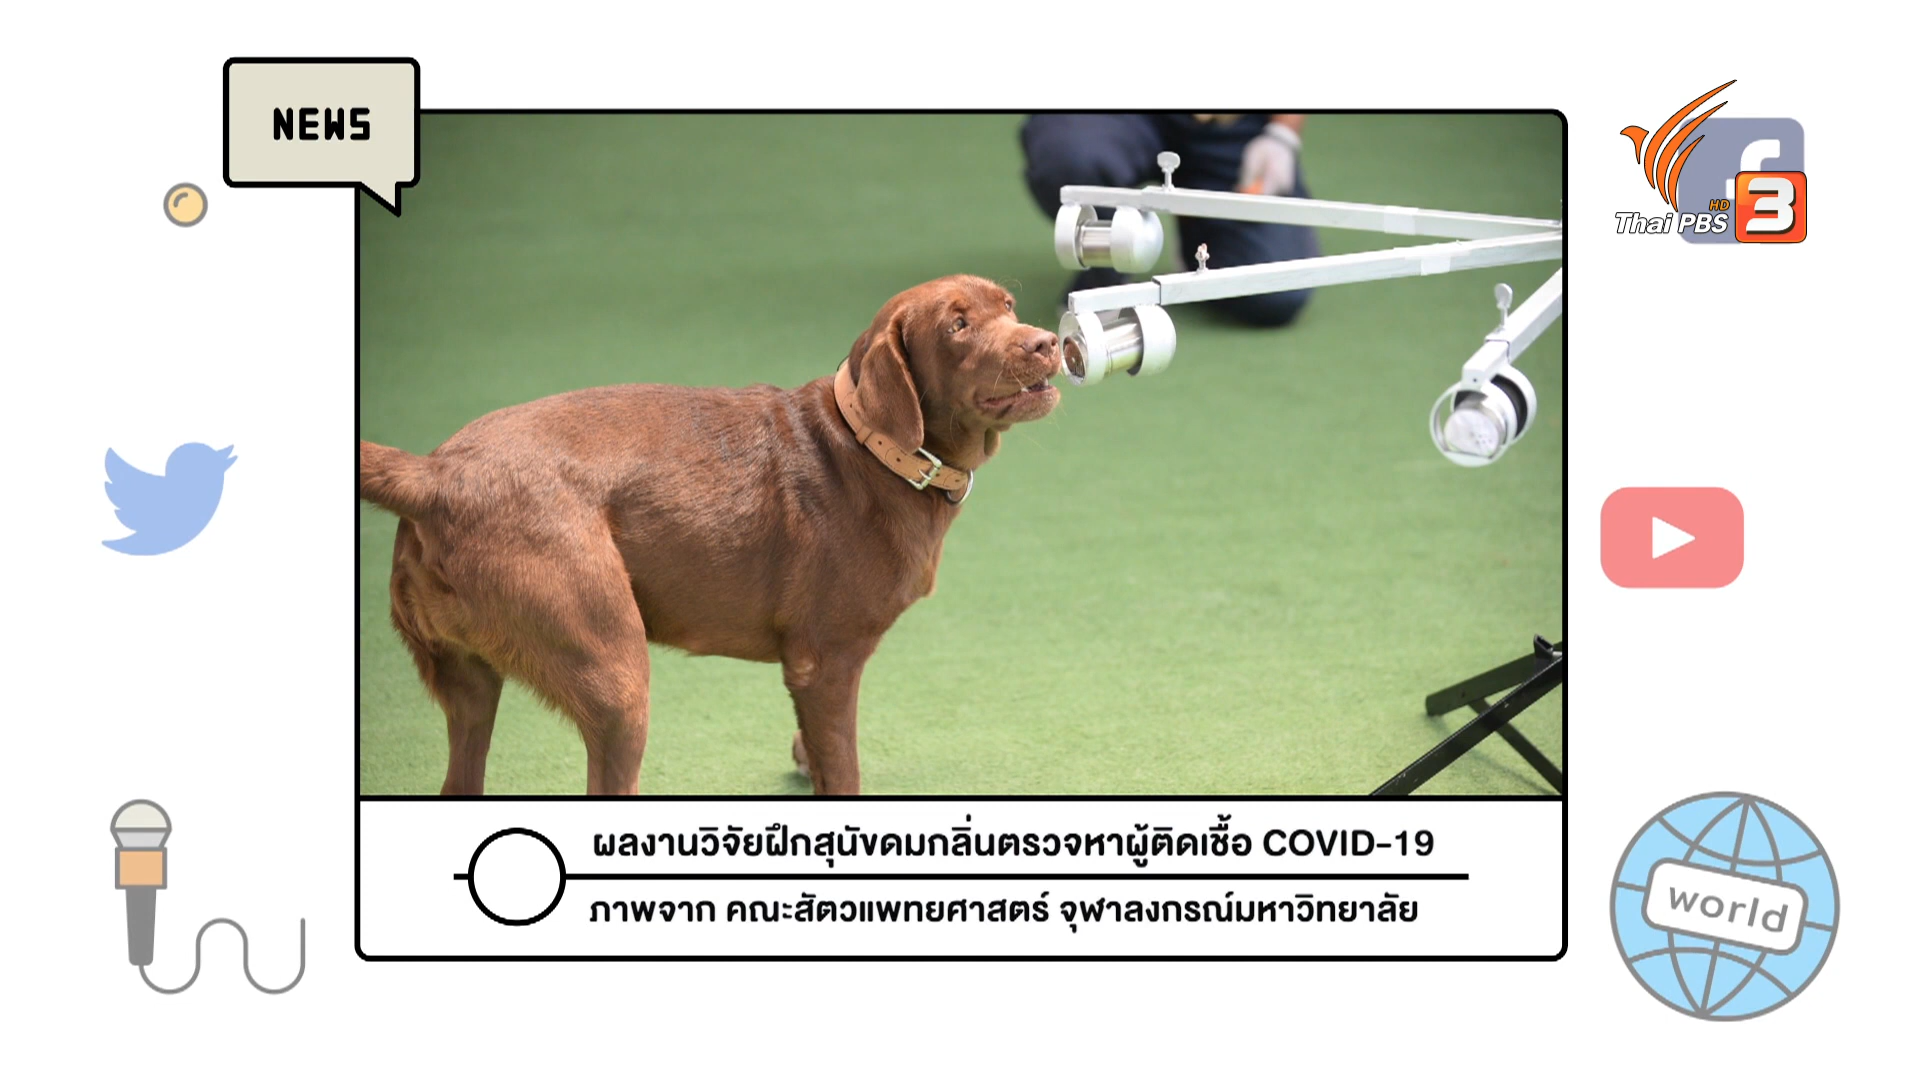 NEWS
Thai PBS HD 3
ผลงานวิจัยฝึกสุนัขดมกลิ่นตรวจหาผู้ติดเชื้อ COVID-19
ภาพจาก คณะสัตวแพทยศาสตร์ จุฬาลงกรณ์มหาวิทยาลัย
world